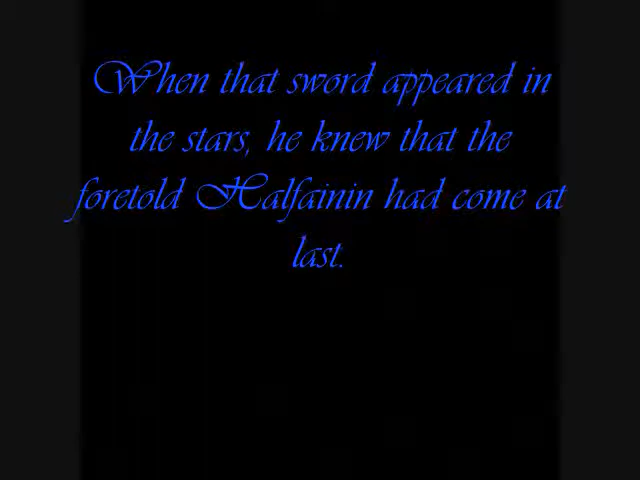 When that sword appeared in
the stars, he knew that the
foretold Halfainin had come at
last.